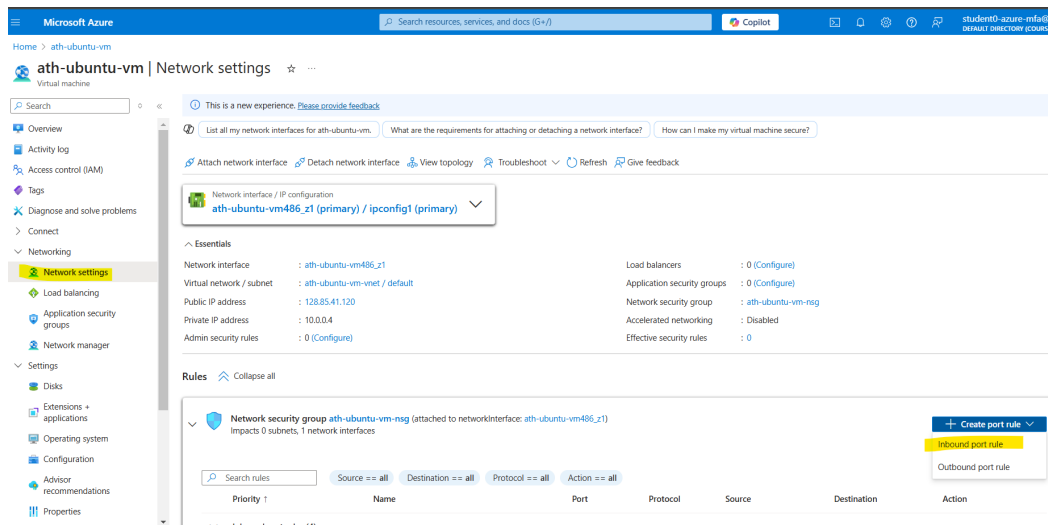 Microsoft Azure
Search resources, services, and docs (G+/)
Copilot
student0-azure-mfa@
DEFAULT DIRECTORY (COURS
Home > ath-ubuntu-vm
ath-ubuntu-vm | Network settings
Virtual machine
Search
Overview
Activity log
Access control (IAM)
Tags
Diagnose and solve problems
Connect
Networking
Network settings
Load balancing
Application security
groups
Network manager
Settings
Disks
Extensions +
applications
Operating system
Configuration
Advisor
recommendations
Properties
This is a new experience. Please provide feedback
List all my network interfaces for ath-ubuntu-vm.
What are the requirements for attaching or detaching a network interface?
How can I make my virtual machine secure?
Attach network interface Detach network interface View topology Troubleshoot Refresh Give feedback
Network interface / IP configuration
ath-ubuntu-vm486_z1 (primary) / ipconfig1 (primary)
Essentials
Network interface : ath-ubuntu-vm486_z1
Virtual network / subnet : ath-ubuntu-vm-vnet / default
Public IP address : 128.85.41.120
Private IP address : 10.0.0.4
Admin security rules : 0 (Configure)
Load balancers : 0 (Configure)
Application security groups : 0 (Configure)
Network security group : ath-ubuntu-vm-nsg
Accelerated networking : Disabled
Effective security rules : 0
Rules Collapse all
Network security group ath-ubuntu-vm-nsg (attached to networkInterface: ath-ubuntu-vm486_z1)
Impacts 0 subnets, 1 network interfaces
+ Create port rule
Inbound port rule
Outbound port rule
Search rules
Source == all
Destination == all
Protocol == all
Action == all
Priority ↑ Name Port Protocol Source Destination Action